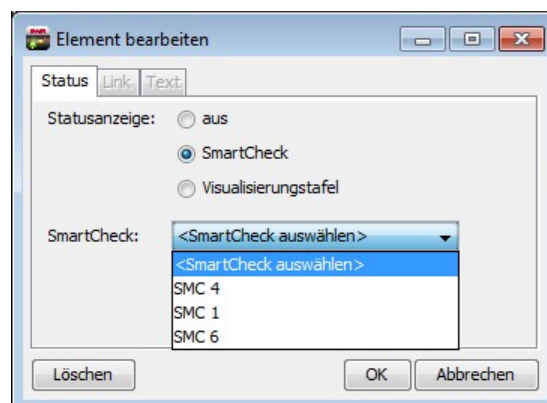 Element bearbeiten
Status Link Text
Statusanzeige: aus
SmartCheck
Visualisierungstafel
SmartCheck: <SmartCheck auswählen>
<SmartCheck auswählen>
SMC 4
SMC 1
SMC 6
Löschen OK Abbrechen